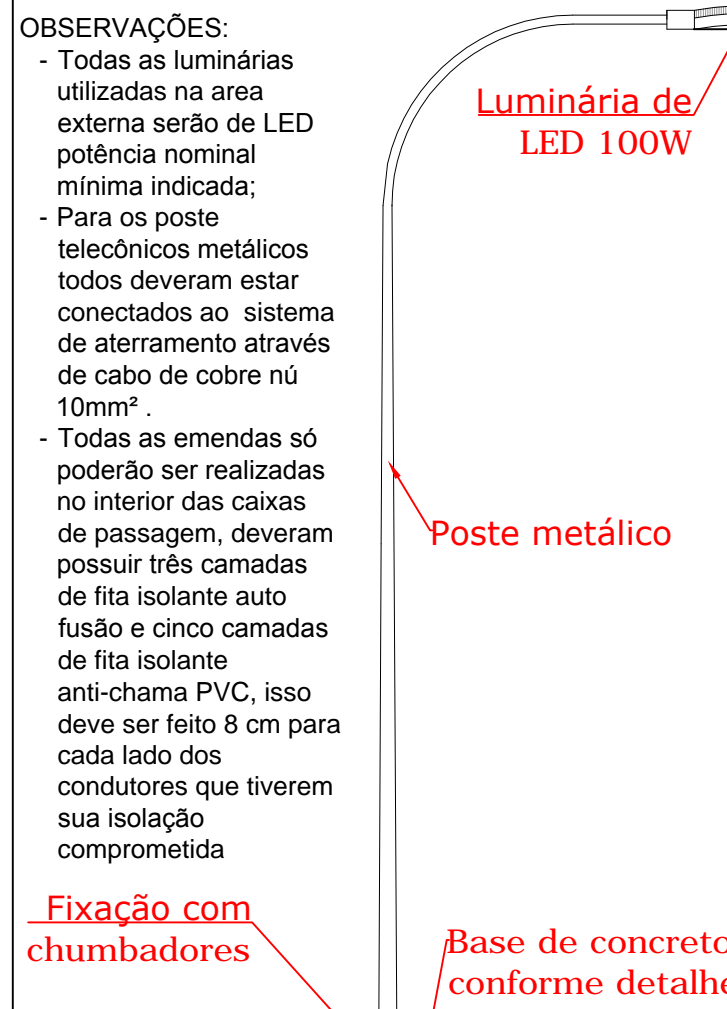 OBSERVAÇÕES:
- Todas as luminárias
utilizadas na area
externa serão de LED
potência nominal
mínima indicada;
- Para os poste
telecônicos metálicos
todos deveram estar
conectados ao sistema
de aterramento através
de cabo de cobre nú
10mm² .
- Todas as emendas só
poderão ser realizadas
no interior das caixas
de passagem, deveram
possuir três camadas
de fita isolante auto
fusão e cinco camadas
de fita isolante
anti-chama PVC, isso
deve ser feito 8 cm para
cada lado dos
condutores que tiverem
sua isolação
comprometida
Luminária de
LED 100W
Poste metálico
Fixação com
chumbadores
Base de concreto
conforme detalhe